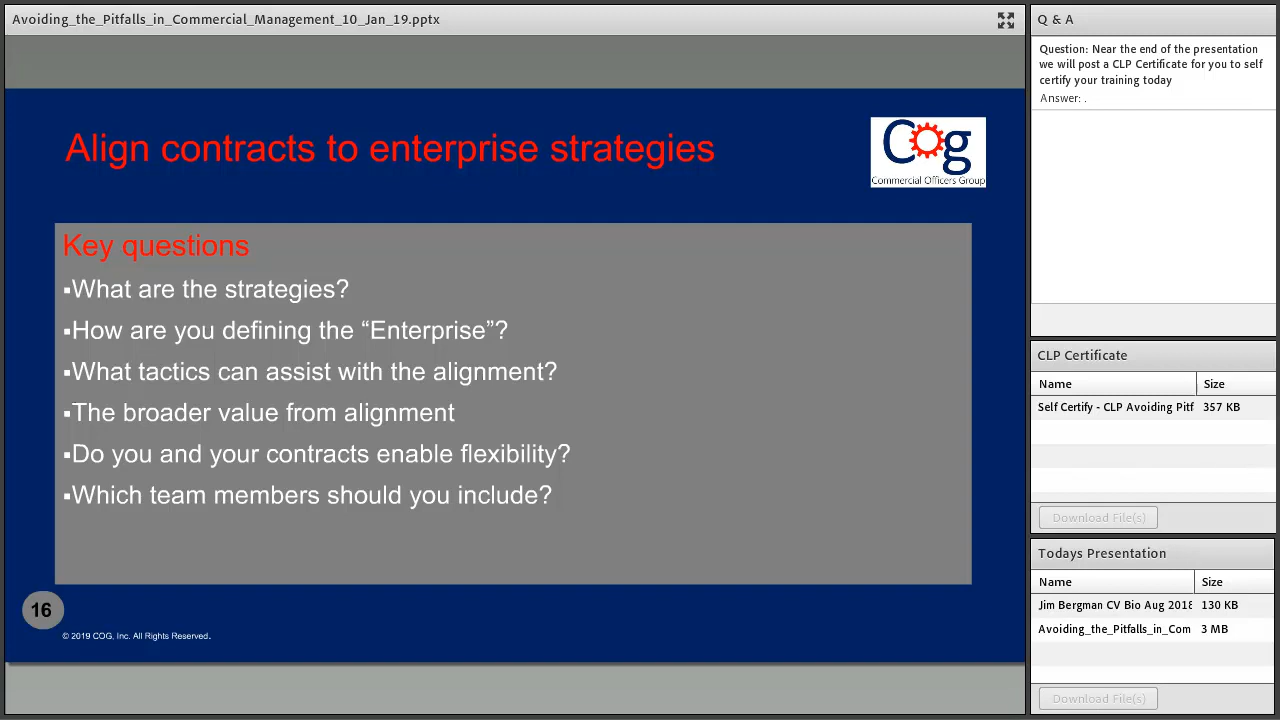 Avoiding_the_Pitfalls_in_Commercial_Management_10_Jan_19.pptx
Align contracts to enterprise strategies
Cog
Commercial Officers Group
Key questions
▪What are the strategies?
▪How are you defining the “Enterprise”?
▪What tactics can assist with the alignment?
▪The broader value from alignment
▪Do you and your contracts enable flexibility?
▪Which team members should you include?
16
© 2019 COG, Inc. All Rights Reserved.
Q & A
Question: Near the end of the presentation
we will post a CLP Certificate for you to self
certify your training today
Answer: .
CLP Certificate
Name Size
Self Certify - CLP Avoiding Pitf 357 KB
Download File(s)
Todays Presentation
Name Size
Jim Bergman CV Bio Aug 2018 130 KB
Avoiding_the_Pitfalls_in_Com 3 MB
Download File(s)